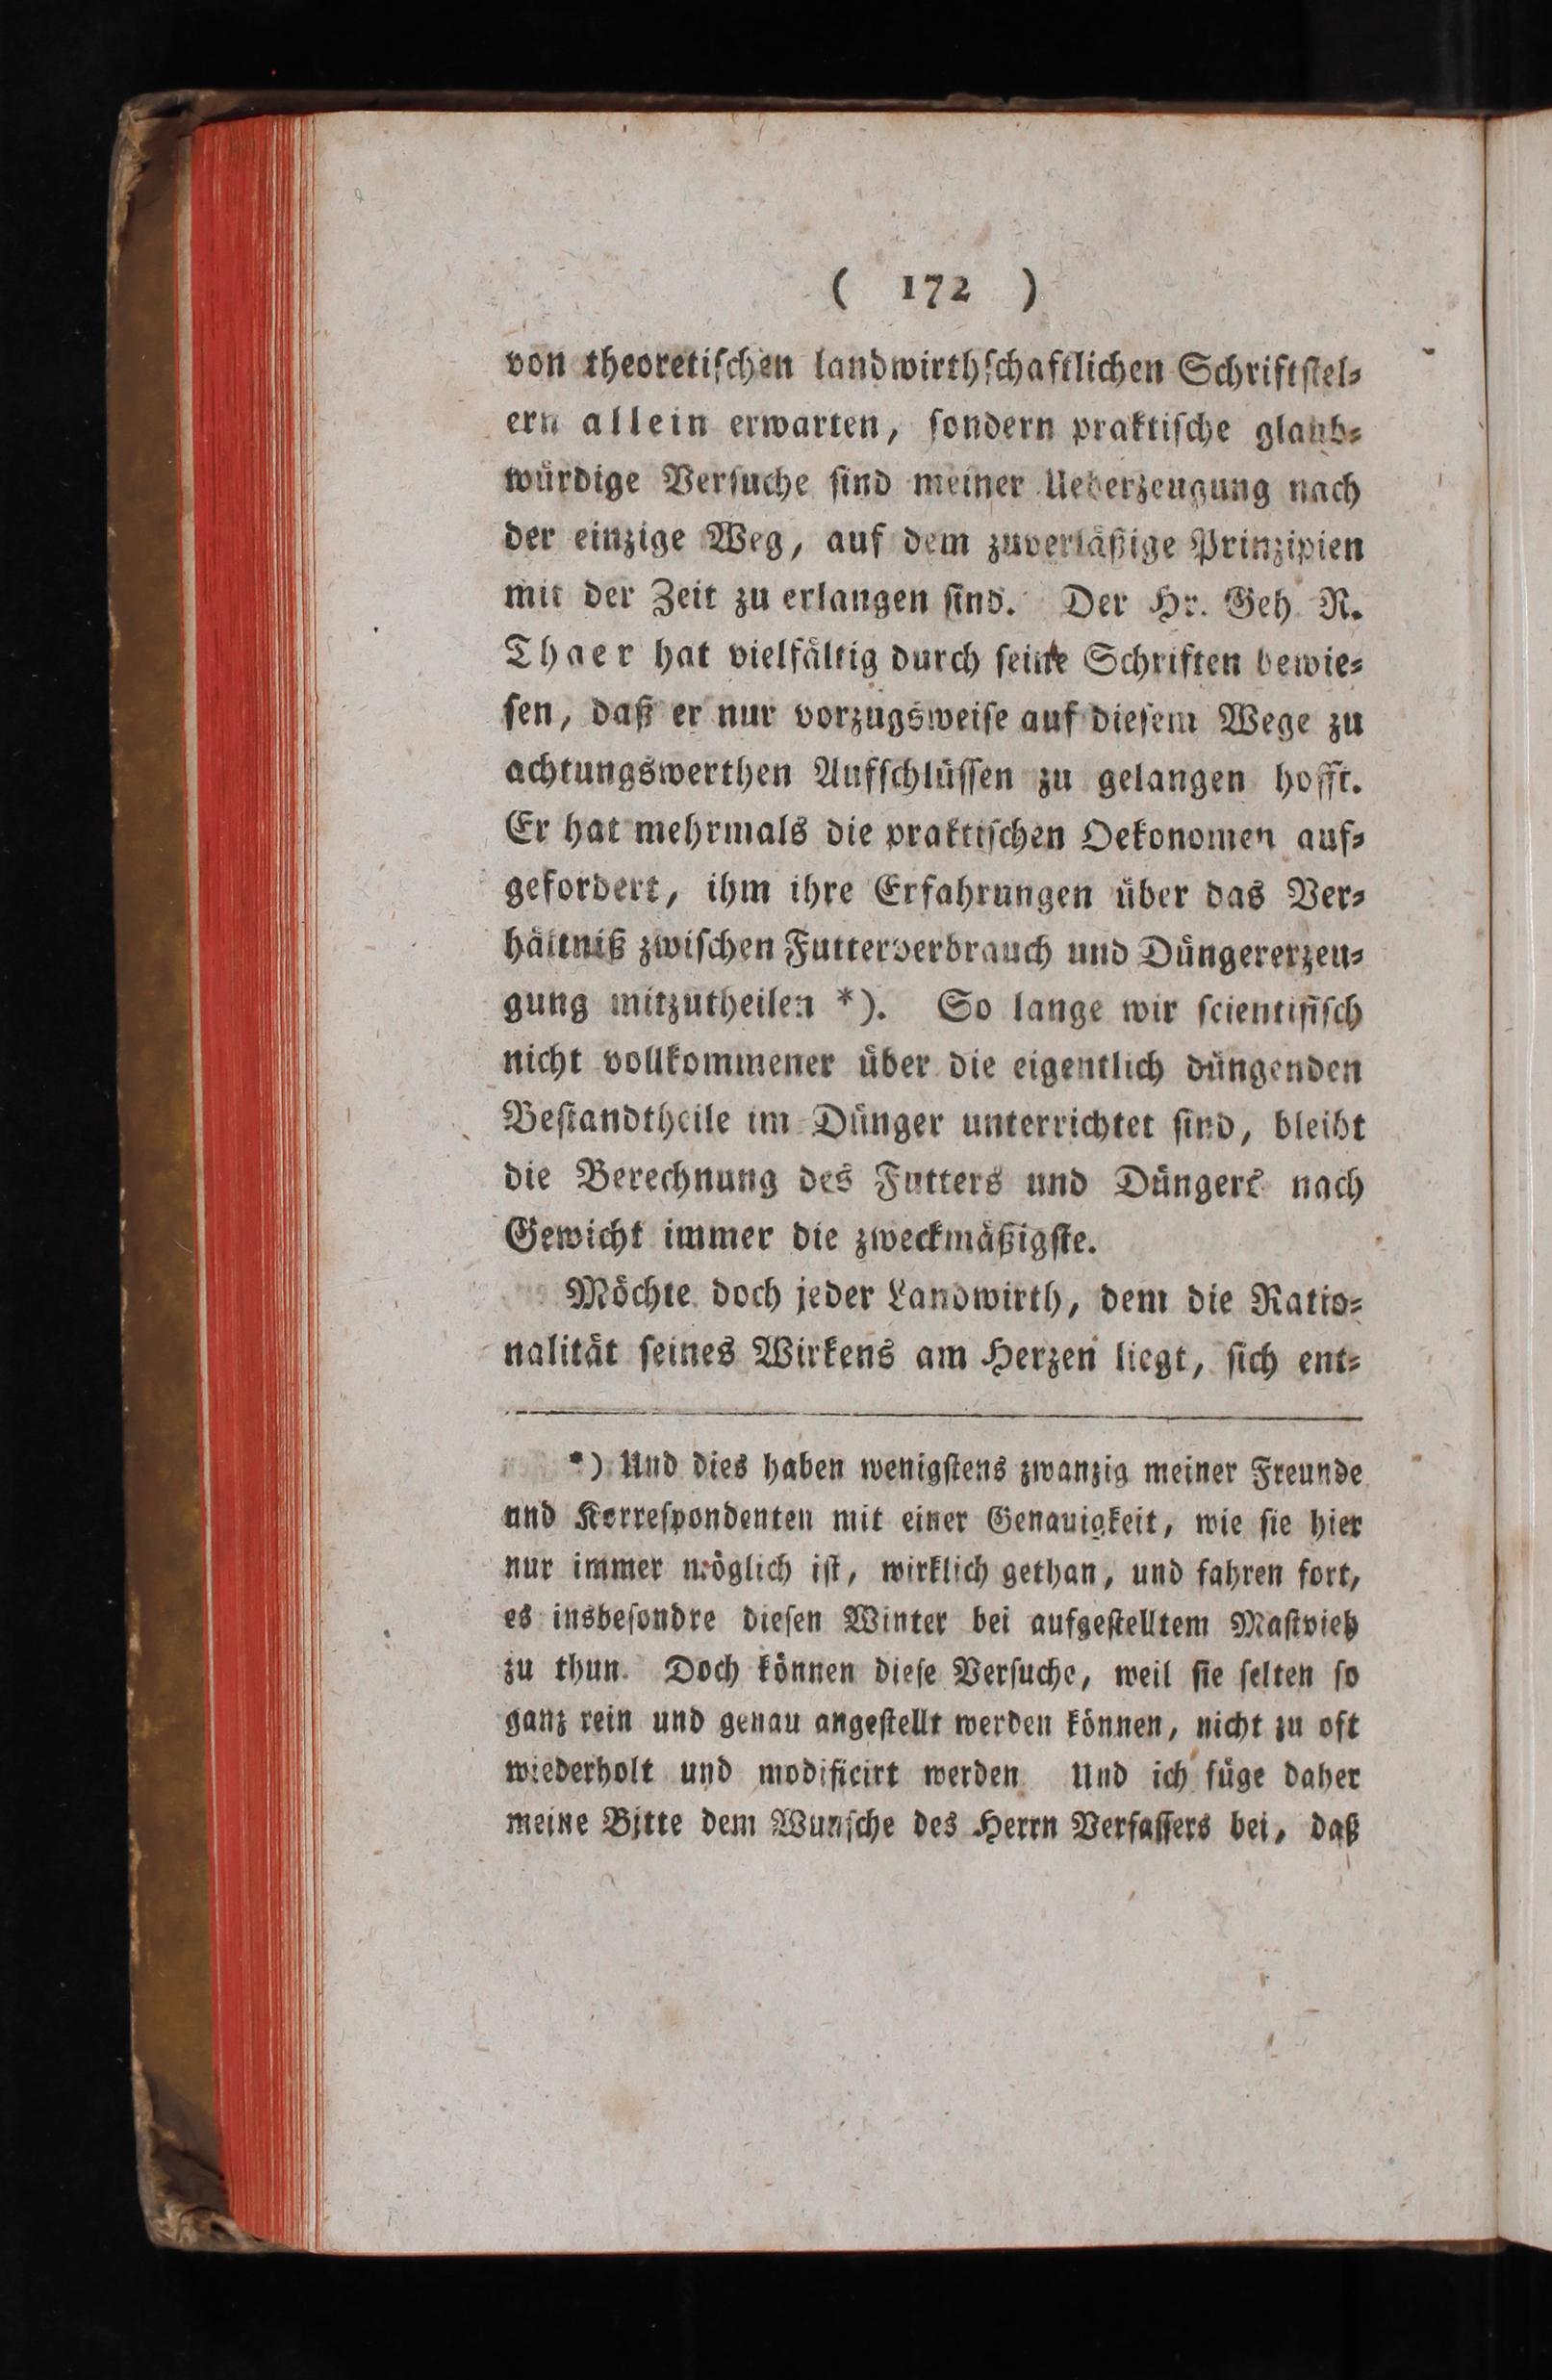 ( 172 )
von theoretiſchen landwirthſchaftlichen Schriftſtel⸗
ern allein erwarten, ſondern praktiſche glaub⸗
würdige Verſuche ſind meiner Ueberzeugung nach
der einzige Weg, auf dem zuverläßige Prinzipien
mit der Zeit zu erlangen ſind. Der Hr. Geh R.
Thaer hat vielfältig durch ſeine Schriften bewie⸗
ſen, daß er nur vorzugsweiſe auf dieſem Wege zu
achtungswerthen Aufſchlüſſen zu gelangen hofft.
Er hat mehrmals die praktiſchen Oekonomen auf⸗
gefordert, ihm ihre Erfahrungen über das Ver⸗
hältniß zwiſchen Futterverbrauch und Düngererzeu⸗
gung mitzutheilen *). So lange wir ſcientifiſch
nicht vollkommener über die eigentlich düngenden
Beſtandtheile im Dünger unterrichtet ſind, bleibt
die Berechnung des Futters und Düngers nach
Gewicht immer die zweckmäßigſte.
Möchte doch jeder Landwirth, dem die Ratio⸗
nalität ſeines Wirkens am Herzen liegt, ſich ent⸗
*) Und dies haben wenigſtens zwanzig meiner Freunde
und Korreſpondenten mit einer Genauigkeit, wie ſie hier
nur immer möglich iſt, wirklich gethan, und fahren fort,
es insbeſondre dieſen Winter bei aufgeſtelltem Maſtvieh
zu thun. Doch können dieſe Verſuche, weil ſie ſelten ſo
ganz rein und genau angeſtellt werden können, nicht zu oft
wiederholt und modificirt werden. Und ich füge daher
meine Bitte dem Wunſche des Herrn Verfaſſers bei, daß